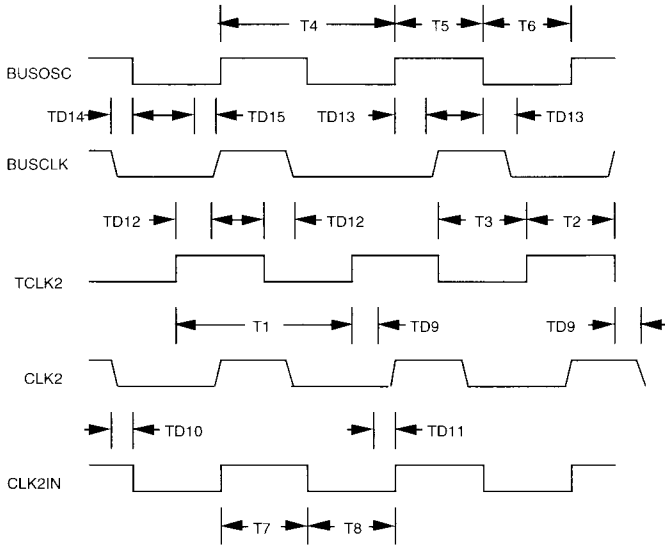 T4 T5 T6
BUSOSC
TD14 TD15 TD13 TD13
BUSCLK
TD12 TD12 T3 T2
TCLK2
T1 TD9 TD9
CLK2
TD10 TD11
CLK2IN
T7 T8